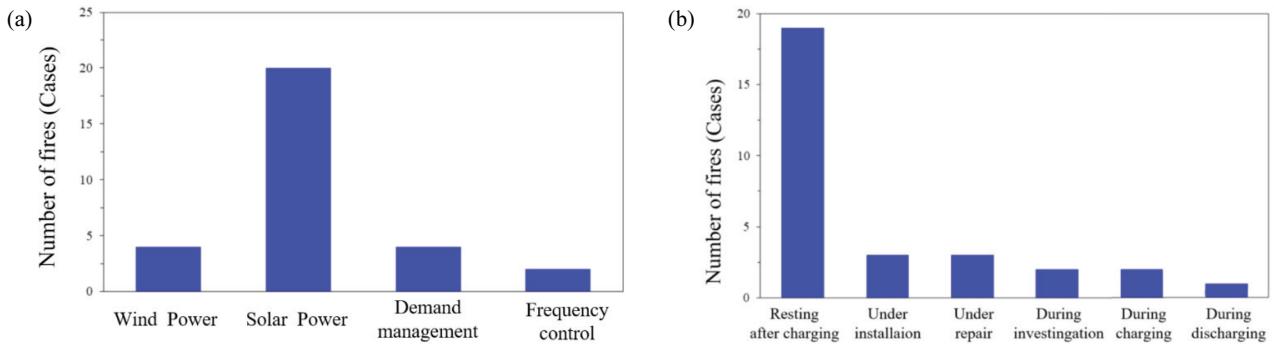 (a)
Number of fires (Cases)
25
20
15
10
5
0
Wind Power
Solar Power
Demand
management
Frequency
control
(b)
Number of fires (Cases)
20
15
10
5
0
Resting
after charging
Under
installaion
Under
repair
During
investingation
During
charging
During
discharging